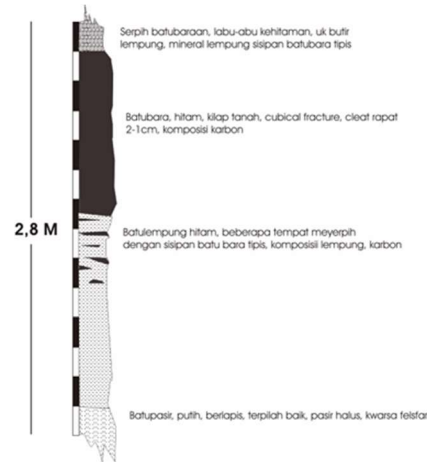 Serpih batubaraan, labu-abu kehitaman, uk butir
lempung, mineral lempung sisipan batubara tipis
Batubara, hitam, kilap tanah, cubical fracture, cleat rapat
2-1cm, komposisi karbon
2,8 M
Batulempung hitam, beberapa tempat meyerpih
dengan sisipan batu bara tipis, komposisii lempung, karbon
Batupasir, putih, berlapis, terpilah baik, pasir halus, kwarsa felsfar